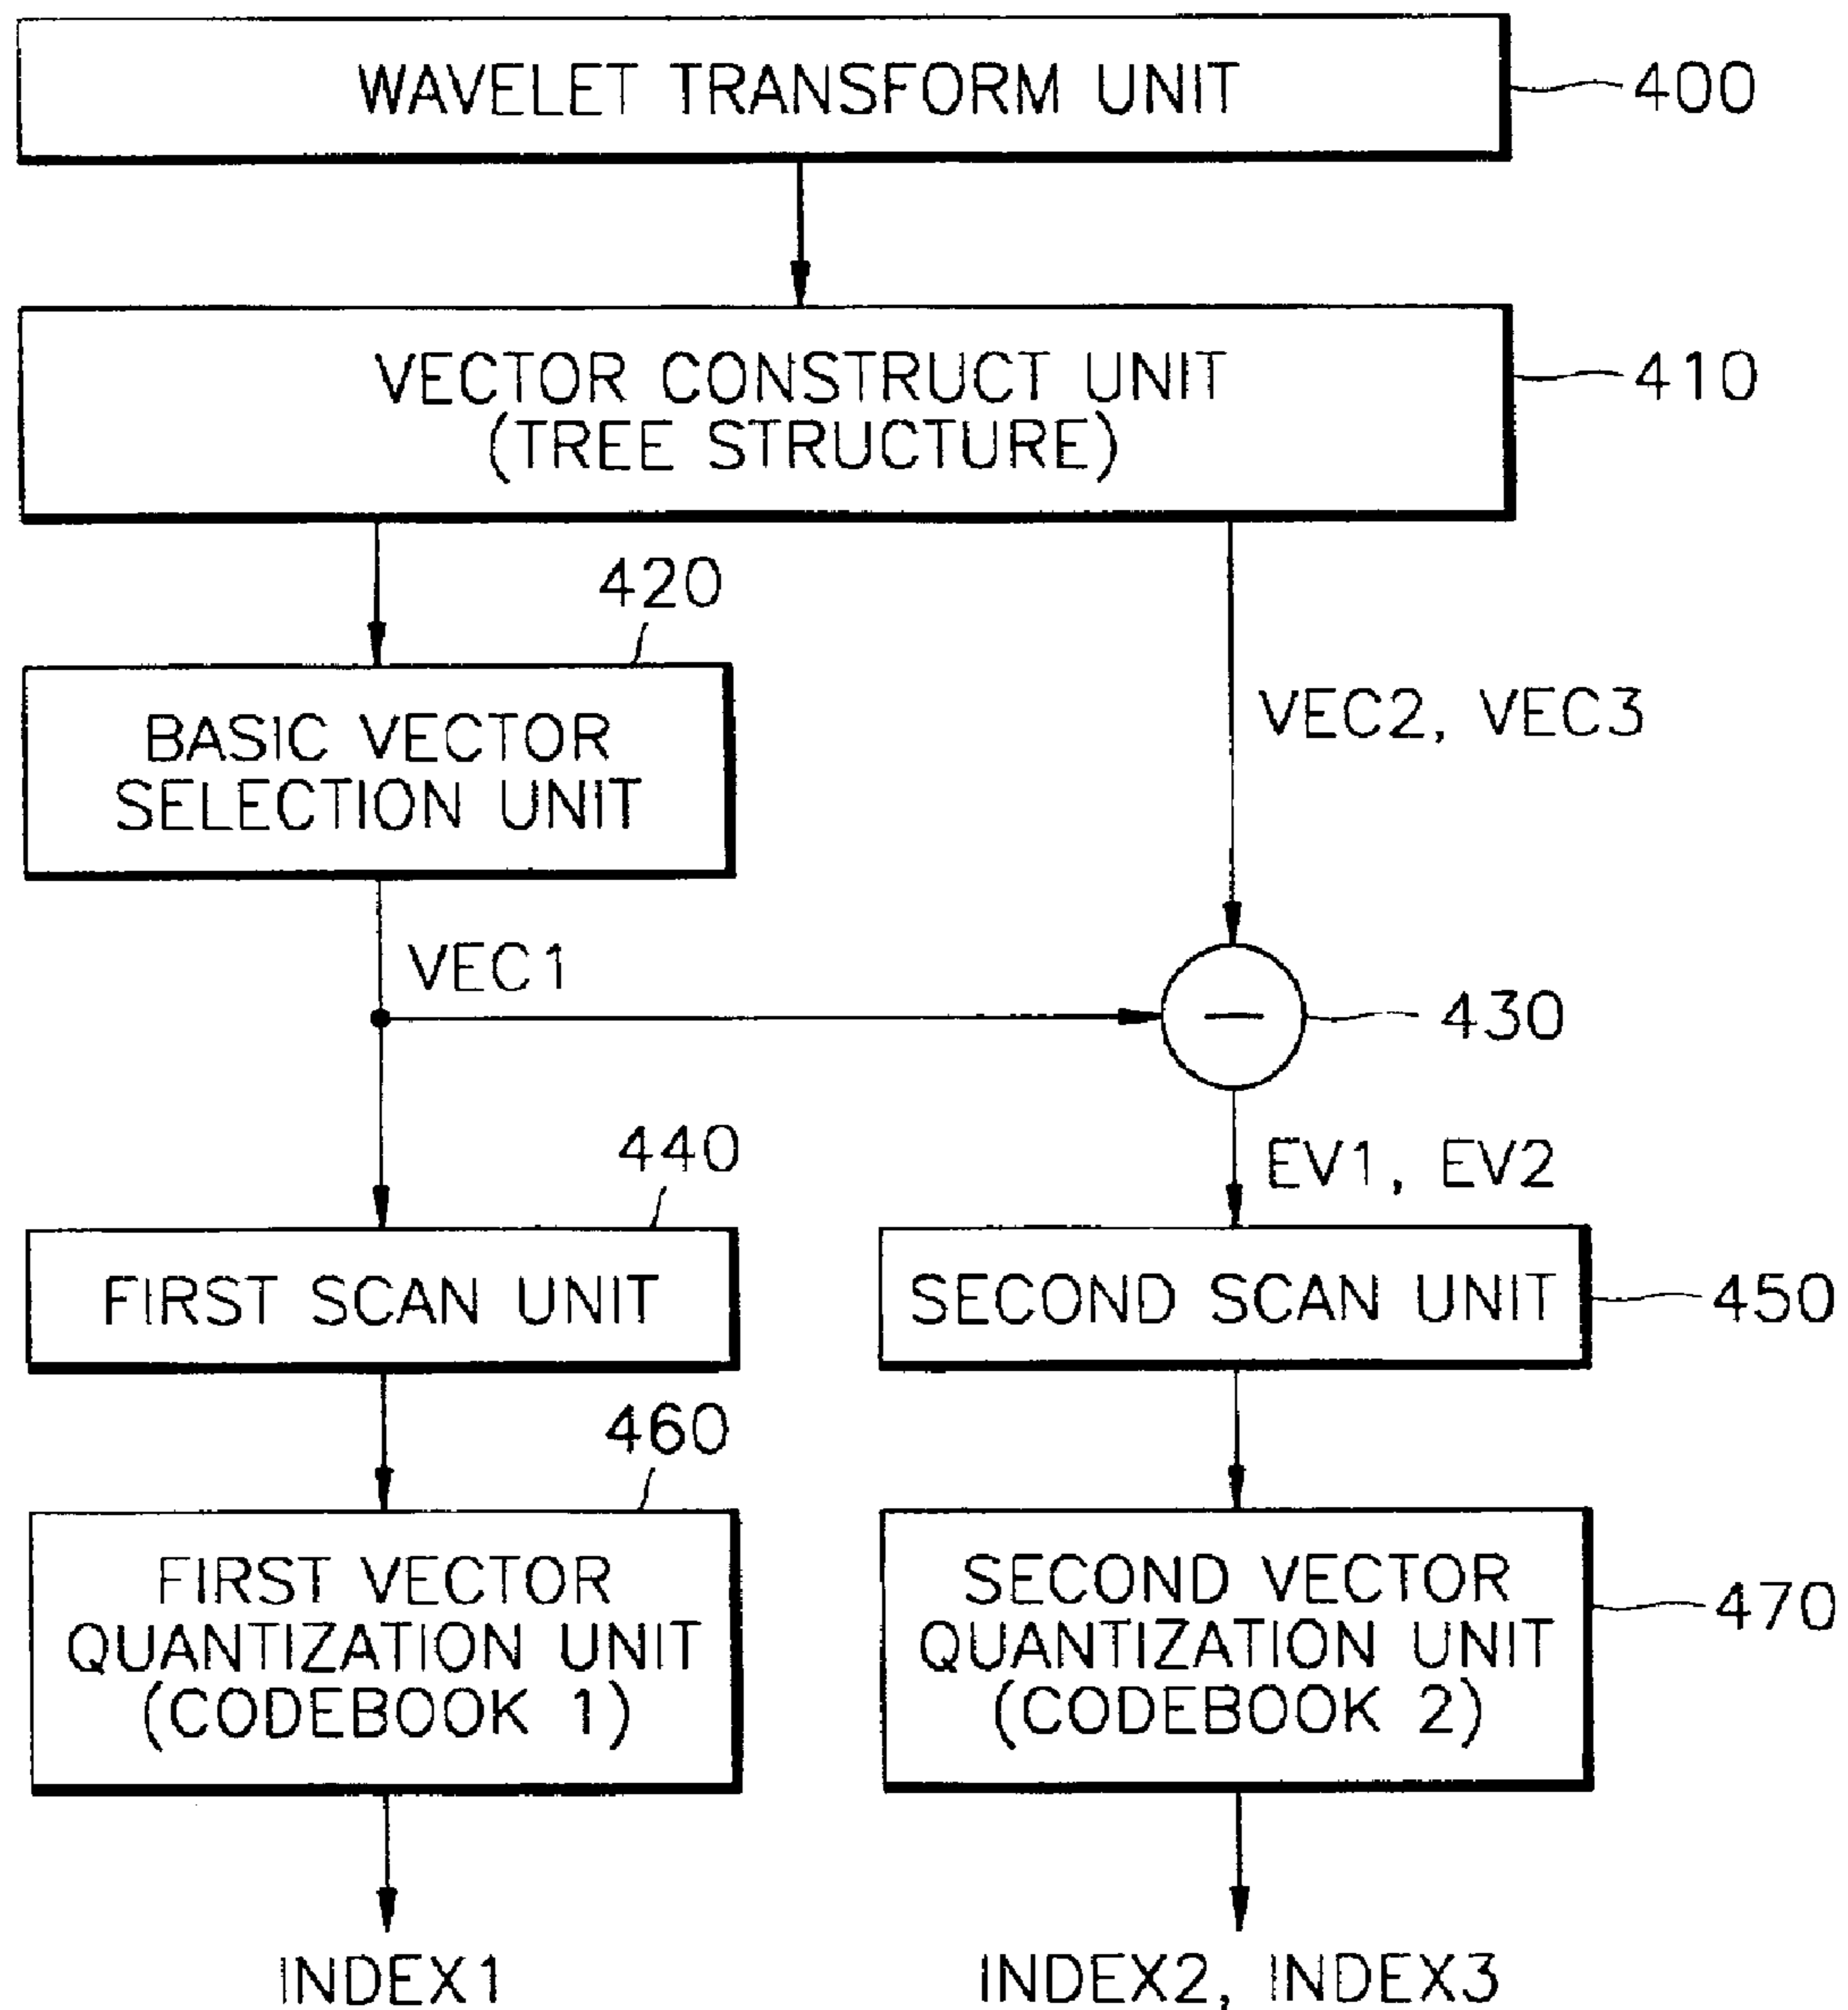 WAVELET TRANSFORM UNIT
400
VECTOR CONSTRUCT UNIT
(TREE STRUCTURE)
410
420
BASIC VECTOR
SELECTION UNIT
VEC2, VEC3
VEC1
430
440
EV1, EV2
FIRST SCAN UNIT
SECOND SCAN UNIT
450
460
FIRST VECTOR
QUANTIZATION UNIT
(CODEBOOK 1)
SECOND VECTOR
QUANTIZATION UNIT
(CODEBOOK 2)
470
INDEX1
INDEX2, INDEX3